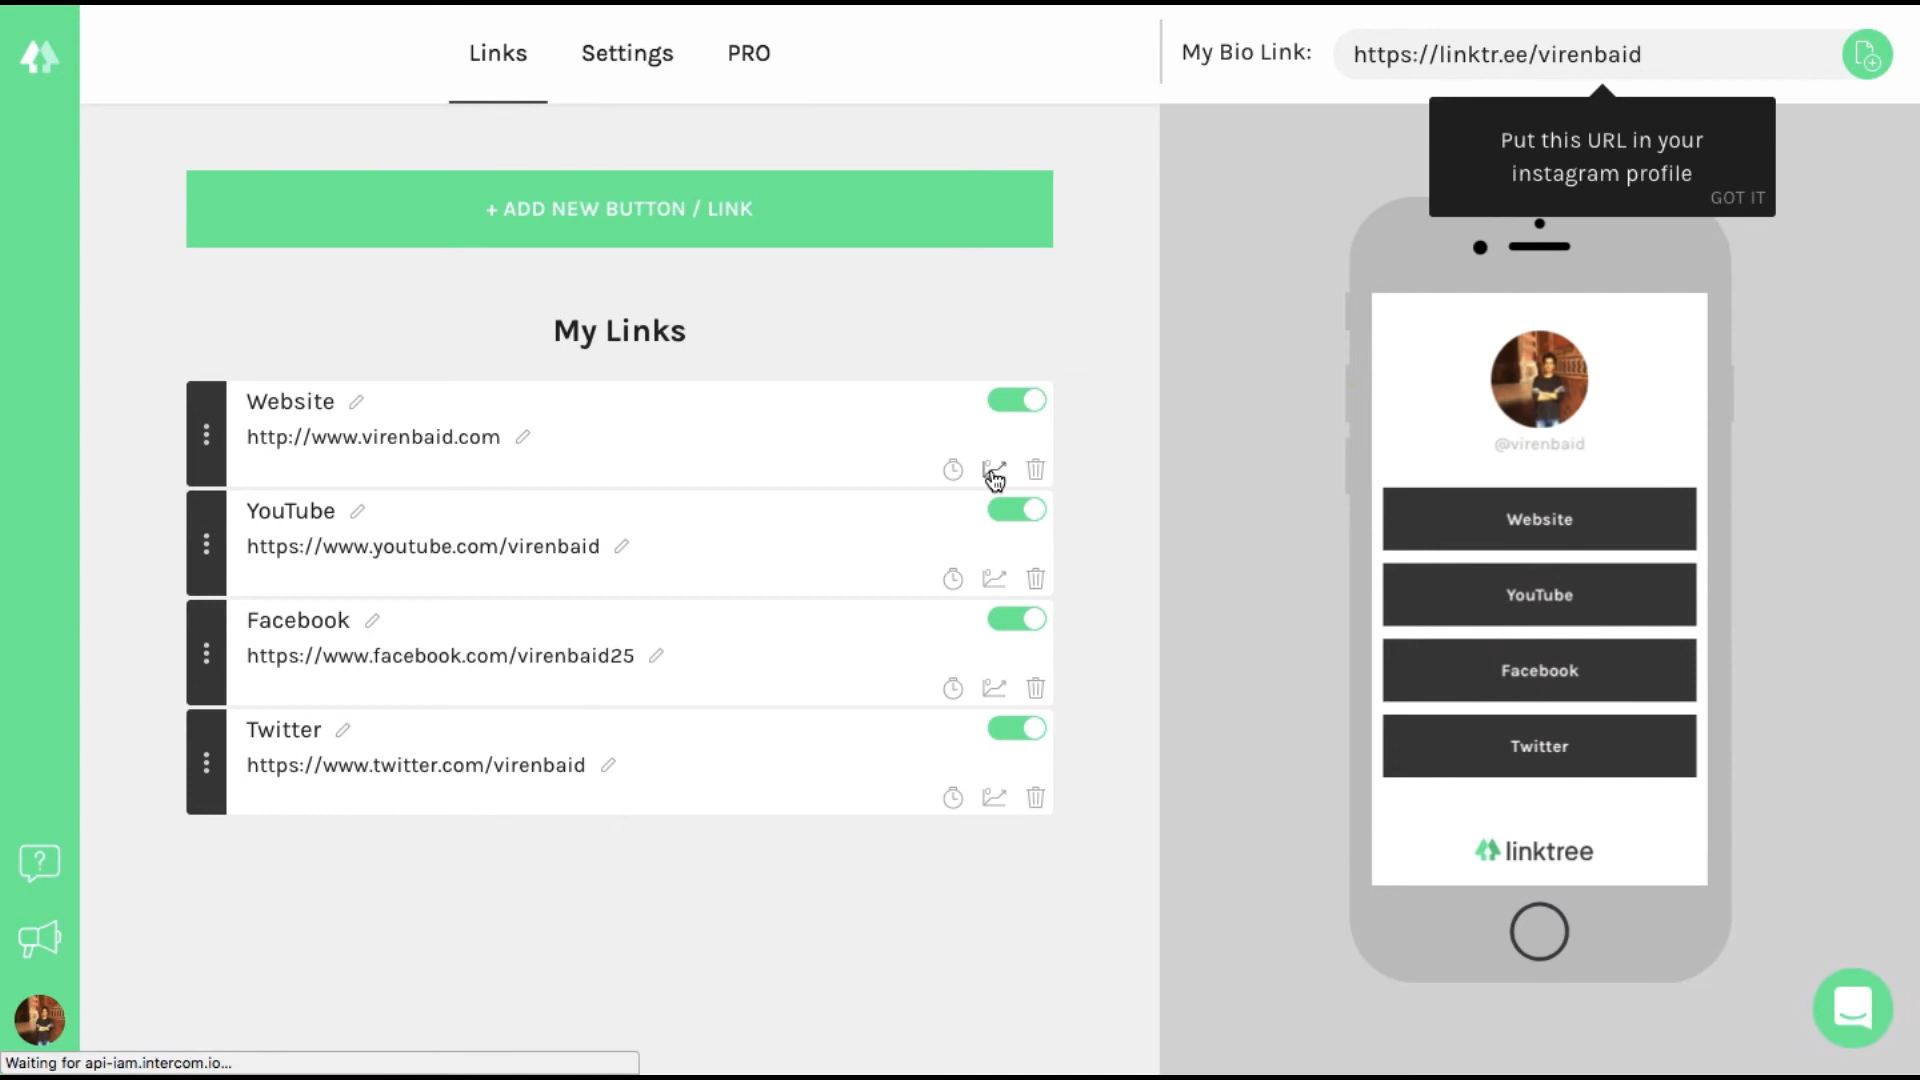 Links
Settings
PRO
My Bio Link:
https://linktr.ee/virenbaid
Put this URL in your
instagram profile
GOT IT
+ ADD NEW BUTTON / LINK
My Links
Website
http://www.virenbaid.com
YouTube
https://www.youtube.com/virenbaid
Facebook
https://www.facebook.com/virenbaid25
Twitter
https://www.twitter.com/virenbaid
@virenbaid
Website
YouTube
Facebook
Twitter
linktree
?
Waiting for api-iam.intercom.io...